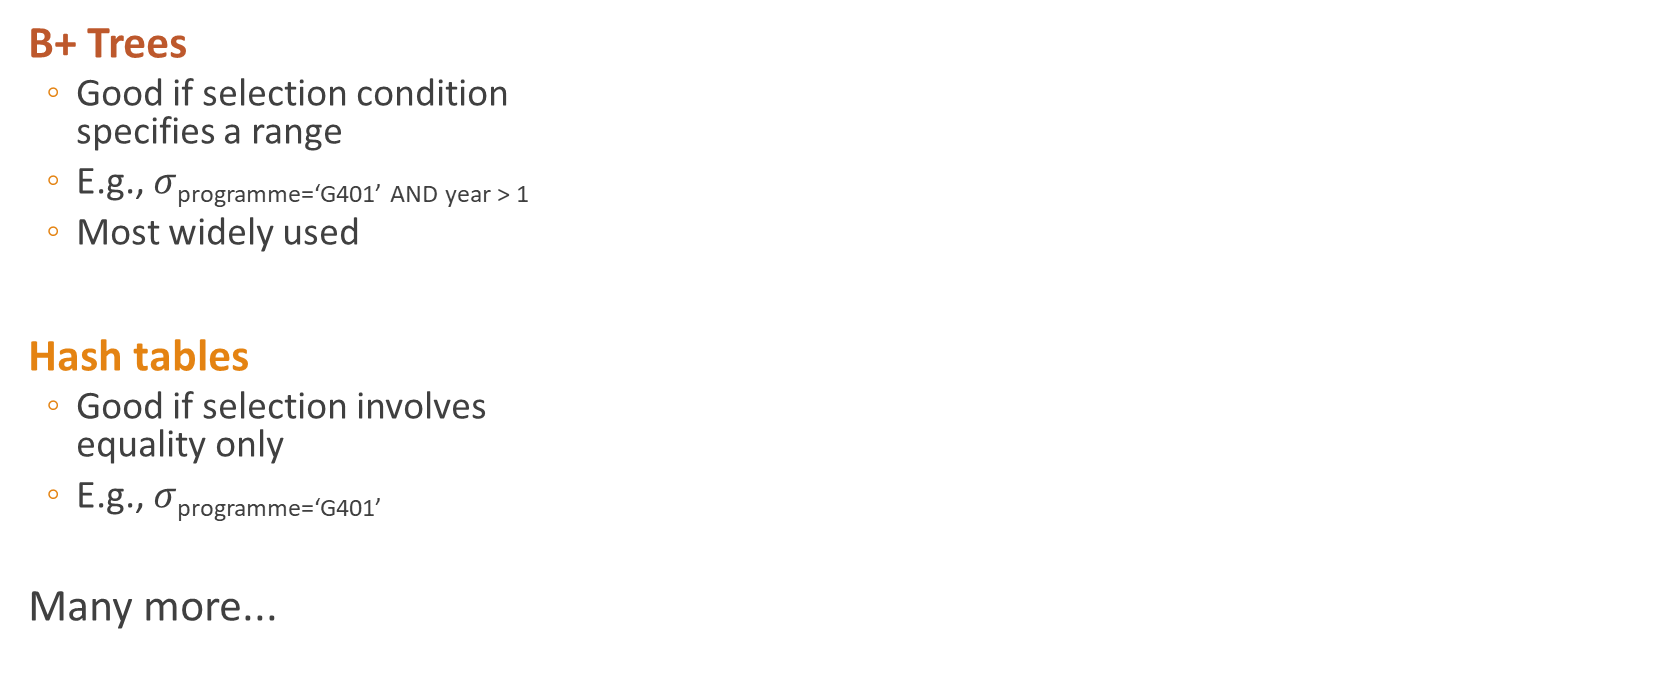 B+ Trees
◦ Good if selection condition
specifies a range
◦ E.g., 𝜎programme=‘G401’ AND year > 1
◦ Most widely used
Hash tables
◦ Good if selection involves
equality only
◦ E.g., 𝜎programme=‘G401’
Many more...